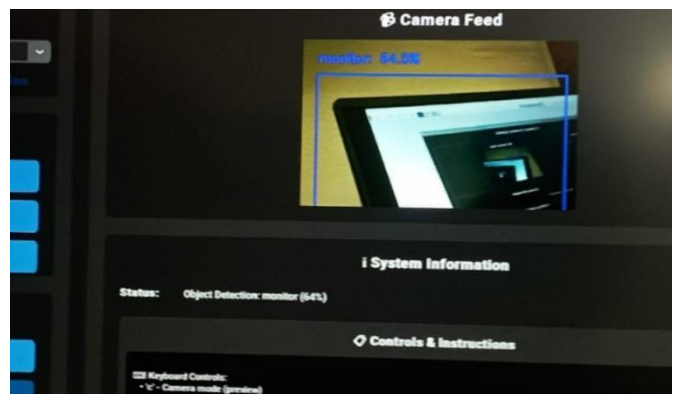 Camera Feed
monitor 64.5%
i System Information
Status: Object Detection: monitor (64%)
Controls & Instructions
Keyboard Controls:
• 'c' - Camera mode (preview)